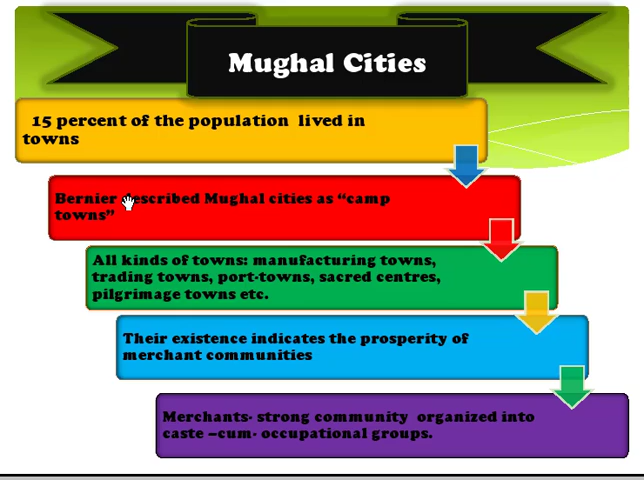 Mughal Cities
15 percent of the population lived in
towns
Bernier described Mughal cities as “camp
towns”
All kinds of towns: manufacturing towns,
trading towns, port-towns, sacred centres,
pilgrimage towns etc.
Their existence indicates the prosperity of
merchant communities
Merchants- strong community organized into
caste –cum- occupational groups.